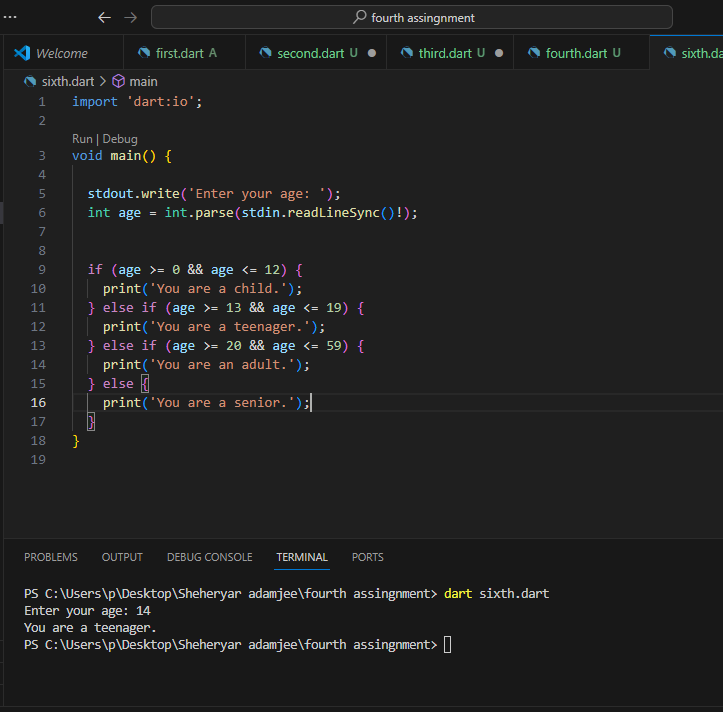 fourth assingnment
Welcome
first.dart A
second.dart U
third.dart U
fourth.dart U
sixth.da
sixth.dart > main
1 import 'dart:io';
2
Run | Debug
3 void main() {
4
5 stdout.write('Enter your age: ');
6 int age = int.parse(stdin.readLineSync()!);
7
8
9 if (age >= 0 && age <= 12) {
10 print('You are a child.');
11 } else if (age >= 13 && age <= 19) {
12 print('You are a teenager.');
13 } else if (age >= 20 && age <= 59) {
14 print('You are an adult.');
15 } else {
16 print('You are a senior.');
17 }
18 }
19
PROBLEMS OUTPUT DEBUG CONSOLE TERMINAL PORTS
PS C:\Users\p\Desktop\Sheheryar adamjee\fourth assingnment> dart sixth.dart
Enter your age: 14
You are a teenager.
PS C:\Users\p\Desktop\Sheheryar adamjee\fourth assingnment>